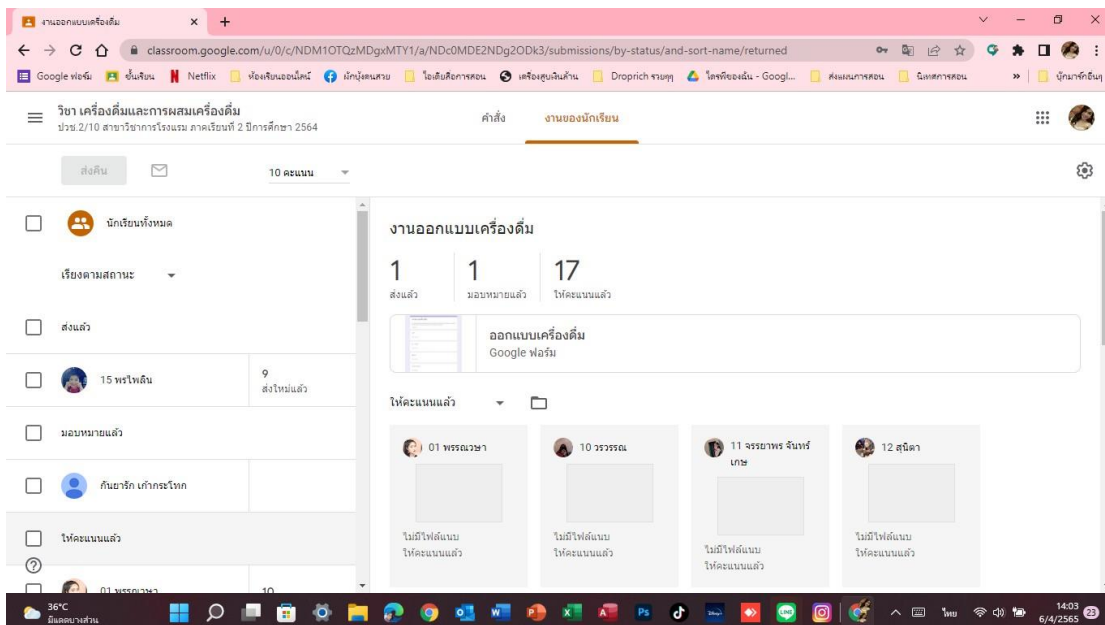 งานออกแบบเครื่องดื่ม
classroom.google.com/u/0/c/NDM1OTQzMDgxMTY1/a/NDc0MDE2NDg2ODk3/submissions/by-status/and-sort-name/returned
Google ฟอร์ม ขั้นเรียน Netflix ห้องเรียนออนไลน์ ผักบุ้งตนสวย ไอเดียสื่อการสอน เครื่องสูบเงินค้าน Droprich รวยๆๆ ไดรฟ์ของฉัน - Googl... ส่งแผนการสอน นิเทศการสอน » บุ๊กมาร์กอื่นๆ
วิชา เครื่องดื่มและการผสมเครื่องดื่ม
ปวช.2/10 สาขาวิชาการโรงแรม ภาคเรียนที่ 2 ปีการศึกษา 2564
คำสั่ง งานของนักเรียน
ส่งคืน 10 คะแนน
นักเรียนทั้งหมด
เรียงตามสถานะ
ส่งแล้ว
15 พรไพลิน 9
ส่งใหม่แล้ว
มอบหมายแล้ว
กันยารัก เก้ากระโทก
ให้คะแนนแล้ว
01 พรรณวษา 10
งานออกแบบเครื่องดื่ม
1 1 17
ส่งแล้ว มอบหมายแล้ว ให้คะแนนแล้ว
ออกแบบเครื่องดื่ม
Google ฟอร์ม
ให้คะแนนแล้ว
01 พรรณวษา 10 วรวรรณ 11 จรรยาพร จันทร์เกษ 12 สุนิตา
ไม่มีไฟล์แนบ ไม่มีไฟล์แนบ ไม่มีไฟล์แนบ ไม่มีไฟล์แนบ
ให้คะแนนแล้ว ให้คะแนนแล้ว ให้คะแนนแล้ว ให้คะแนนแล้ว
36°C
มีแดดบางส่วน
ไทย
14:03
6/4/2565 23